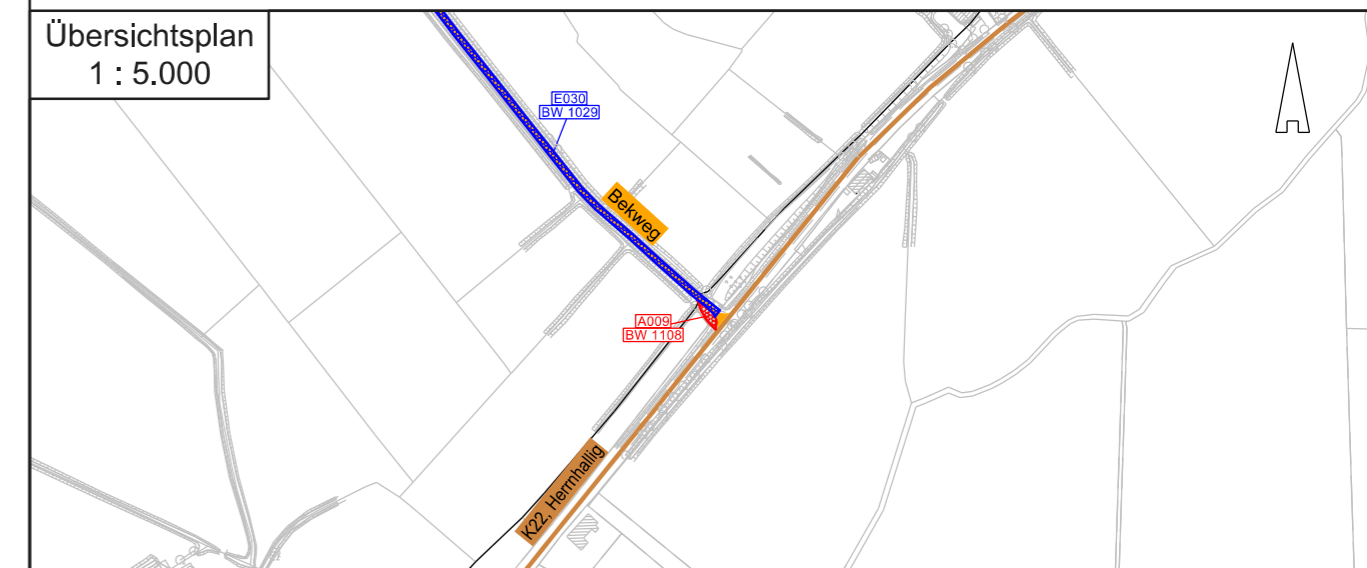 Übersichtsplan
1 : 5.000
E030
BW 1029
Bekweg
A009
BW 1108
K22, Herrnhallig